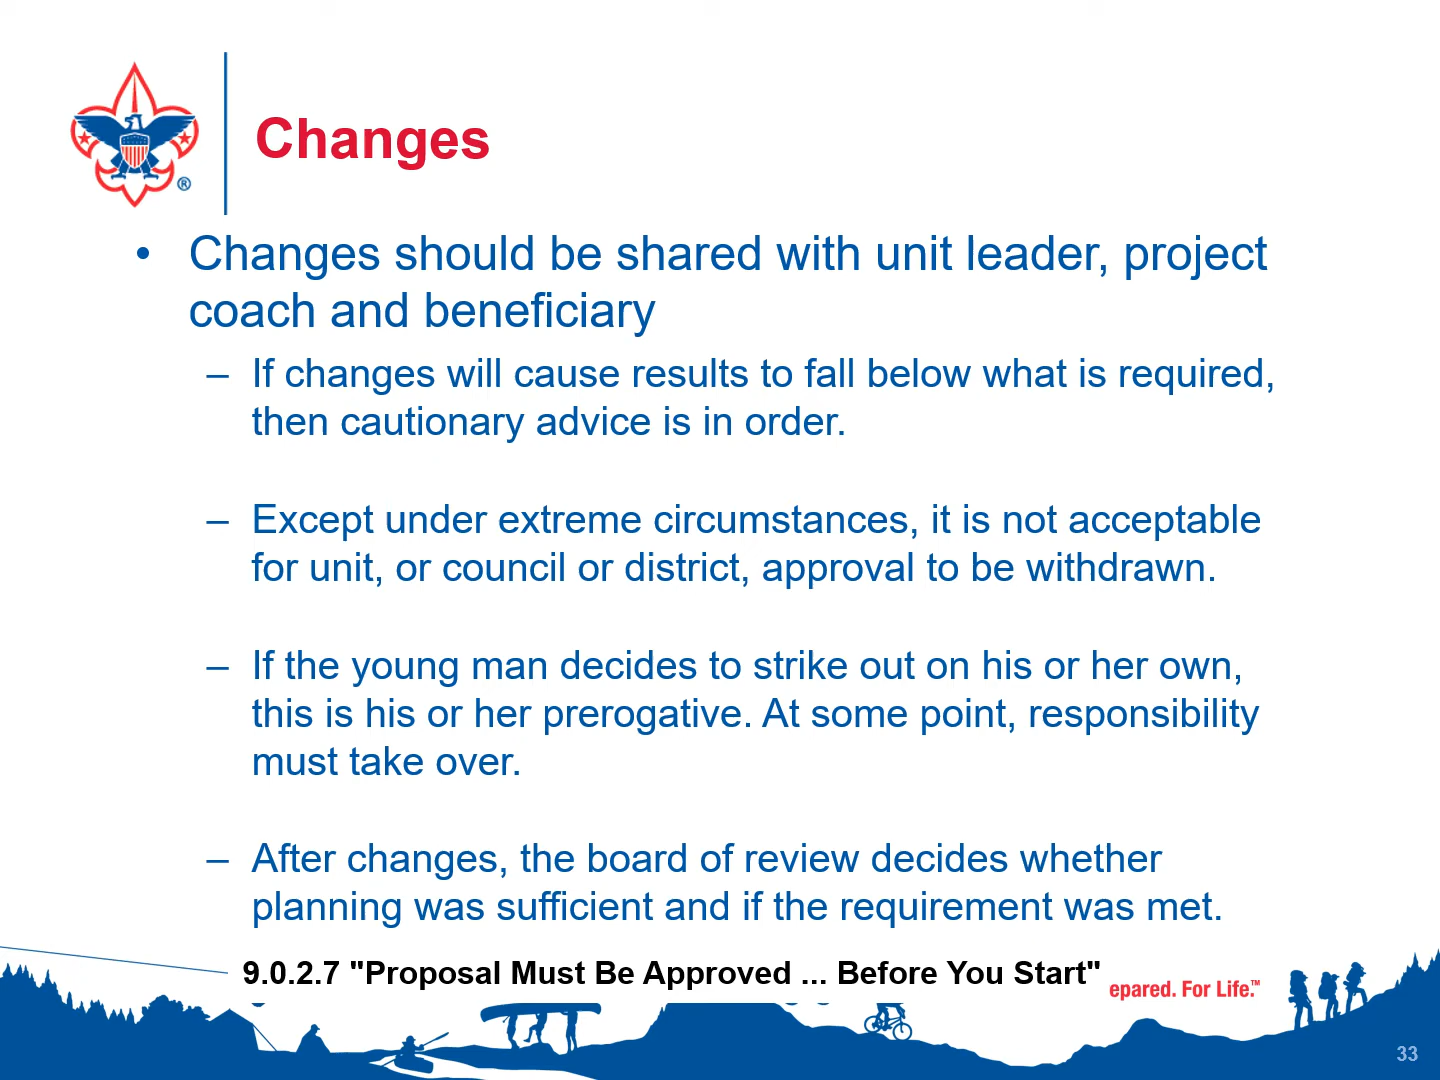 Changes
• Changes should be shared with unit leader, project
coach and beneficiary
– If changes will cause results to fall below what is required,
then cautionary advice is in order.
– Except under extreme circumstances, it is not acceptable
for unit, or council or district, approval to be withdrawn.
– If the young man decides to strike out on his or her own,
this is his or her prerogative. At some point, responsibility
must take over.
– After changes, the board of review decides whether
planning was sufficient and if the requirement was met.
9.0.2.7 "Proposal Must Be Approved ... Before You Start"
epared. For Life.™
33
®